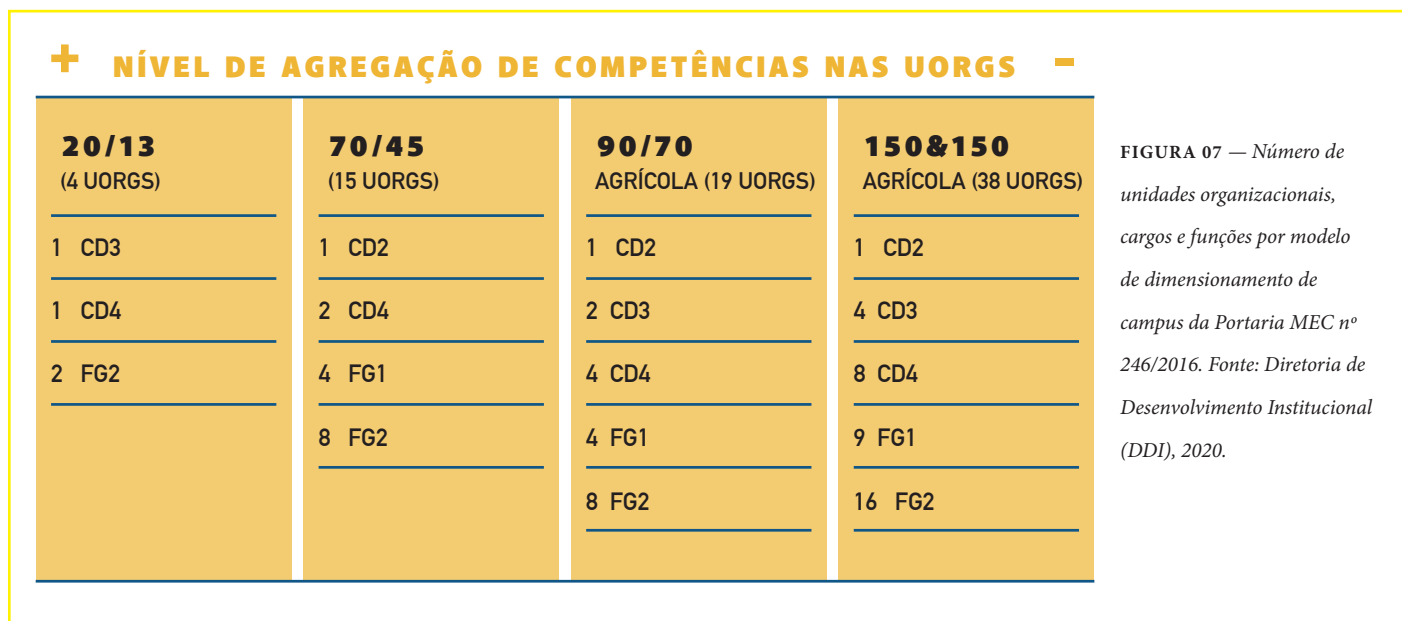 + NÍVEL DE AGREGAÇÃO DE COMPETÊNCIAS NAS UORGS -
20/13
(4 UORGS)
1 CD3
1 CD4
2 FG2
70/45
(15 UORGS)
1 CD2
2 CD4
4 FG1
8 FG2
90/70
AGRÍCOLA (19 UORGS)
1 CD2
2 CD3
4 CD4
4 FG1
8 FG2
150&150
AGRÍCOLA (38 UORGS)
1 CD2
4 CD3
8 CD4
9 FG1
16 FG2
FIGURA 07 — Número de
unidades organizacionais,
cargos e funções por modelo
de dimensionamento de
campus da Portaria MEC nº
246/2016. Fonte: Diretoria de
Desenvolvimento Institucional
(DDI), 2020.